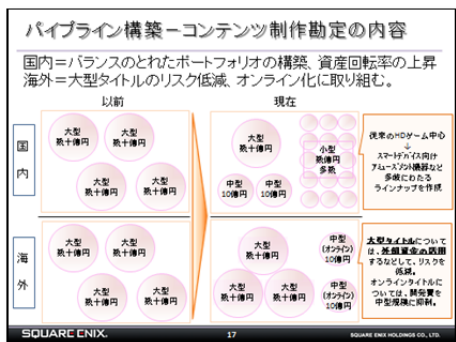 パイプライン構築－コンテンツ制作勘定の内容
国内＝バランスのとれたポートフォリオの構築、資産回転率の上昇
海外＝大型タイトルのリスク低減、オンライン化に取り組む。
以前
現在
国内
大型
数十億円
大型
数十億円
大型
数十億円
大型
数十億円
大型
数十億円
中型
10億円
中型
10億円
小型
数億円
多数
従来のHDゲーム中心
↓
スマートデバイス向け
アミューズメント機器など
多岐にわたる
ラインナップを作成
海外
大型
数十億円
大型
数十億円
大型
数十億円
大型
数十億円
大型
数十億円
大型
数十億円
大型
数十億円
中型
(オンライン)
10億円
中型
(オンライン)
10億円
大型タイトルについて
は、外部資金の活用
するなどして、リスクを
低減。
オンラインタイトルに
ついては、開発費を
中型規模に抑制。
SQUARE ENIX.
17
SQUARE ENIX HOLDINGS CO., LTD.